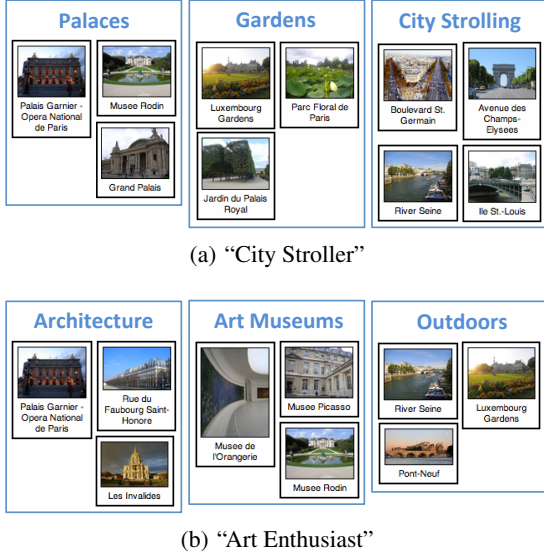 Palaces
Palais Garnier -
Opera National
de Paris
Musee Rodin
Grand Palais
Gardens
Luxembourg
Gardens
Parc Floral de
Paris
Jardin du Palais
Royal
City Strolling
Boulevard St.
Germain
Avenue des
Champs-
Elysees
River Seine
Ile St.-Louis
(a) “City Stroller”
Architecture
Palais Garnier -
Opera National
de Paris
Rue du
Faubourg Saint-
Honore
Les Invalides
Art Museums
Musee de
l'Orangerie
Musee Picasso
Musee Rodin
Outdoors
River Seine
Luxembourg
Gardens
Pont-Neuf
(b) “Art Enthusiast”